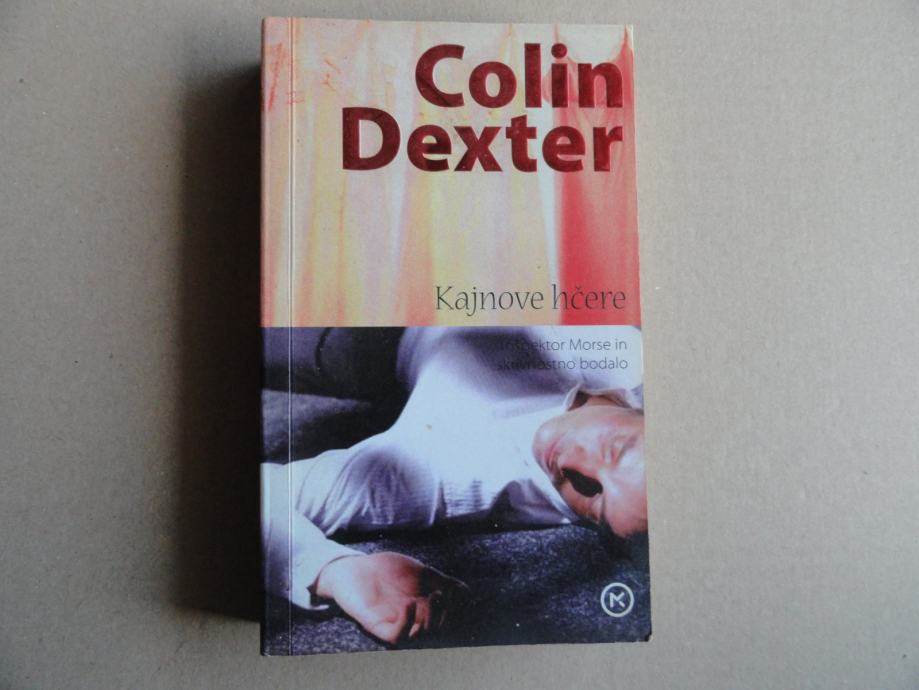 Colin
Dexter
Kajnove hčere
Inšpektor Morse in
skrivnostno bodalo